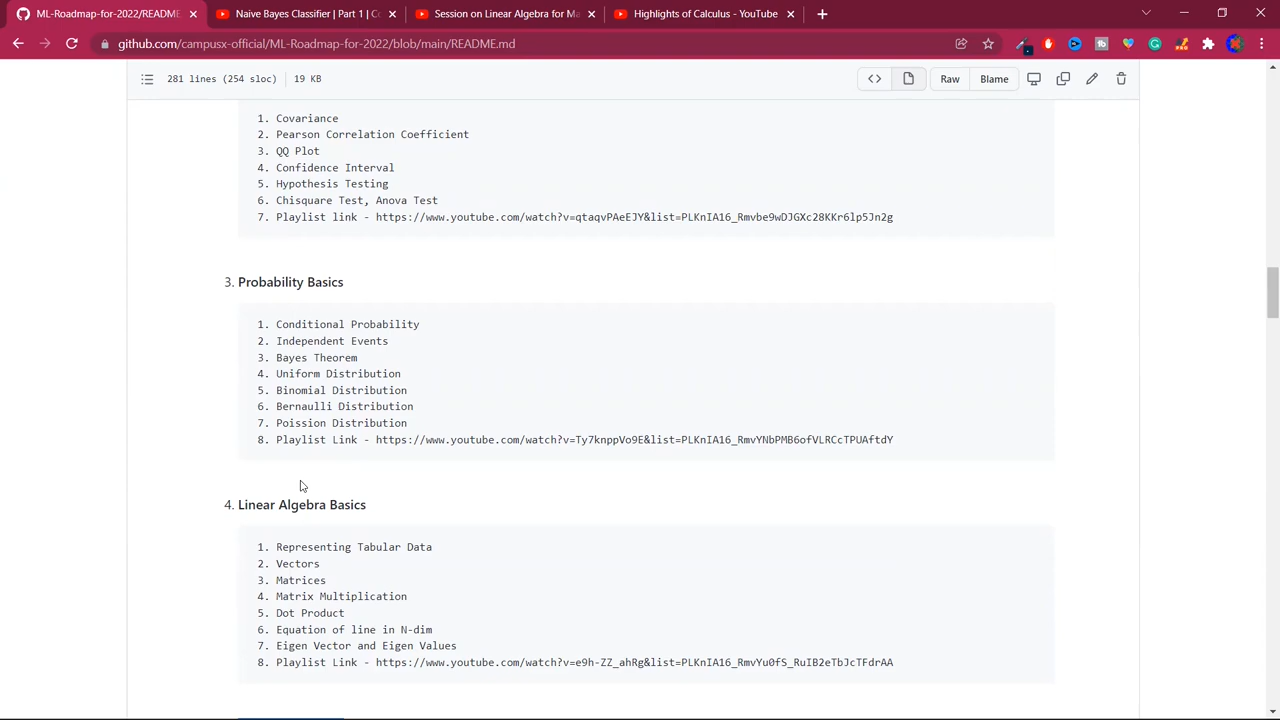 ML-Roadmap-for-2022/README.
Naive Bayes Classifier | Part 1 | Co
Session on Linear Algebra for Ma
Highlights of Calculus - YouTube
github.com/campusx-official/ML-Roadmap-for-2022/blob/main/README.md
281 lines (254 sloc) 19 KB
Raw
Blame
1. Covariance
2. Pearson Correlation Coefficient
3. QQ Plot
4. Confidence Interval
5. Hypothesis Testing
6. Chisquare Test, Anova Test
7. Playlist link - https://www.youtube.com/watch?v=qtaqvPAeEJY&list=PLKnIA16_Rmvbe9wDJGXc28KKr6lp5Jn2g
3. Probability Basics
1. Conditional Probability
2. Independent Events
3. Bayes Theorem
4. Uniform Distribution
5. Binomial Distribution
6. Bernaulli Distribution
7. Poission Distribution
8. Playlist Link - https://www.youtube.com/watch?v=Ty7knppVo9E&list=PLKnIA16_RmvYNbPMB6ofVLRCcTPUAftdY
4. Linear Algebra Basics
1. Representing Tabular Data
2. Vectors
3. Matrices
4. Matrix Multiplication
5. Dot Product
6. Equation of line in N-dim
7. Eigen Vector and Eigen Values
8. Playlist Link - https://www.youtube.com/watch?v=e9h-ZZ_ahRg&list=PLKnIA16_RmvYu0fS_RuIB2eTbJcTFdrAA